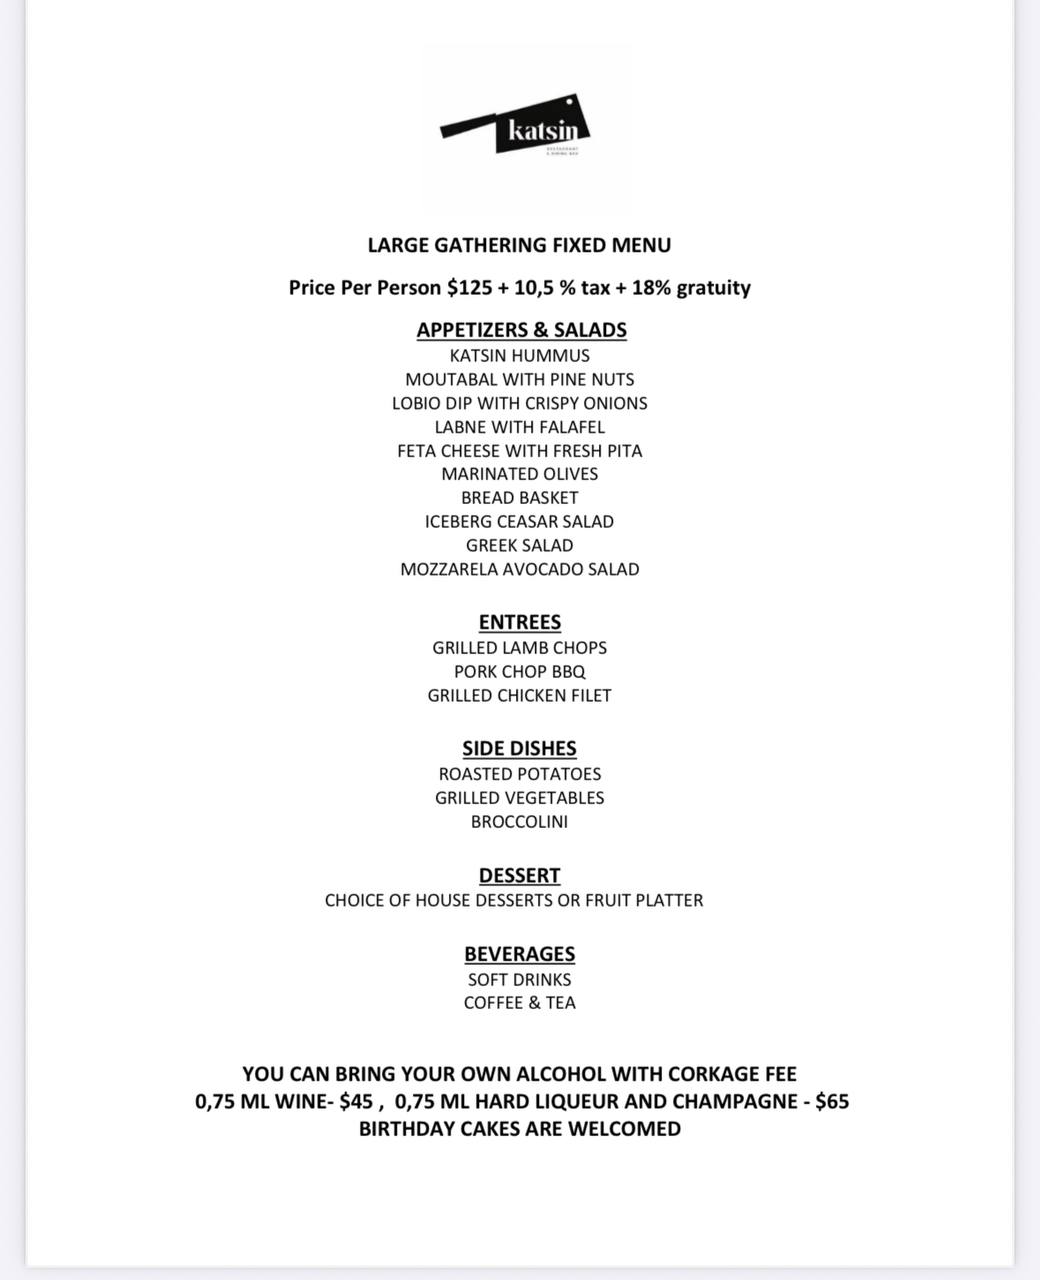 katsin
RESTAURANT
& DINING BAR
LARGE GATHERING FIXED MENU
Price Per Person $125 + 10,5 % tax + 18% gratuity
APPETIZERS & SALADS
KATSIN HUMMUS
MOUTABAL WITH PINE NUTS
LOBIO DIP WITH CRISPY ONIONS
LABNE WITH FALAFEL
FETA CHEESE WITH FRESH PITA
MARINATED OLIVES
BREAD BASKET
ICEBERG CEASAR SALAD
GREEK SALAD
MOZZARELA AVOCADO SALAD
ENTREES
GRILLED LAMB CHOPS
PORK CHOP BBQ
GRILLED CHICKEN FILET
SIDE DISHES
ROASTED POTATOES
GRILLED VEGETABLES
BROCCOLINI
DESSERT
CHOICE OF HOUSE DESSERTS OR FRUIT PLATTER
BEVERAGES
SOFT DRINKS
COFFEE & TEA
YOU CAN BRING YOUR OWN ALCOHOL WITH CORKAGE FEE
0,75 ML WINE- $45 , 0,75 ML HARD LIQUEUR AND CHAMPAGNE - $65
BIRTHDAY CAKES ARE WELCOMED